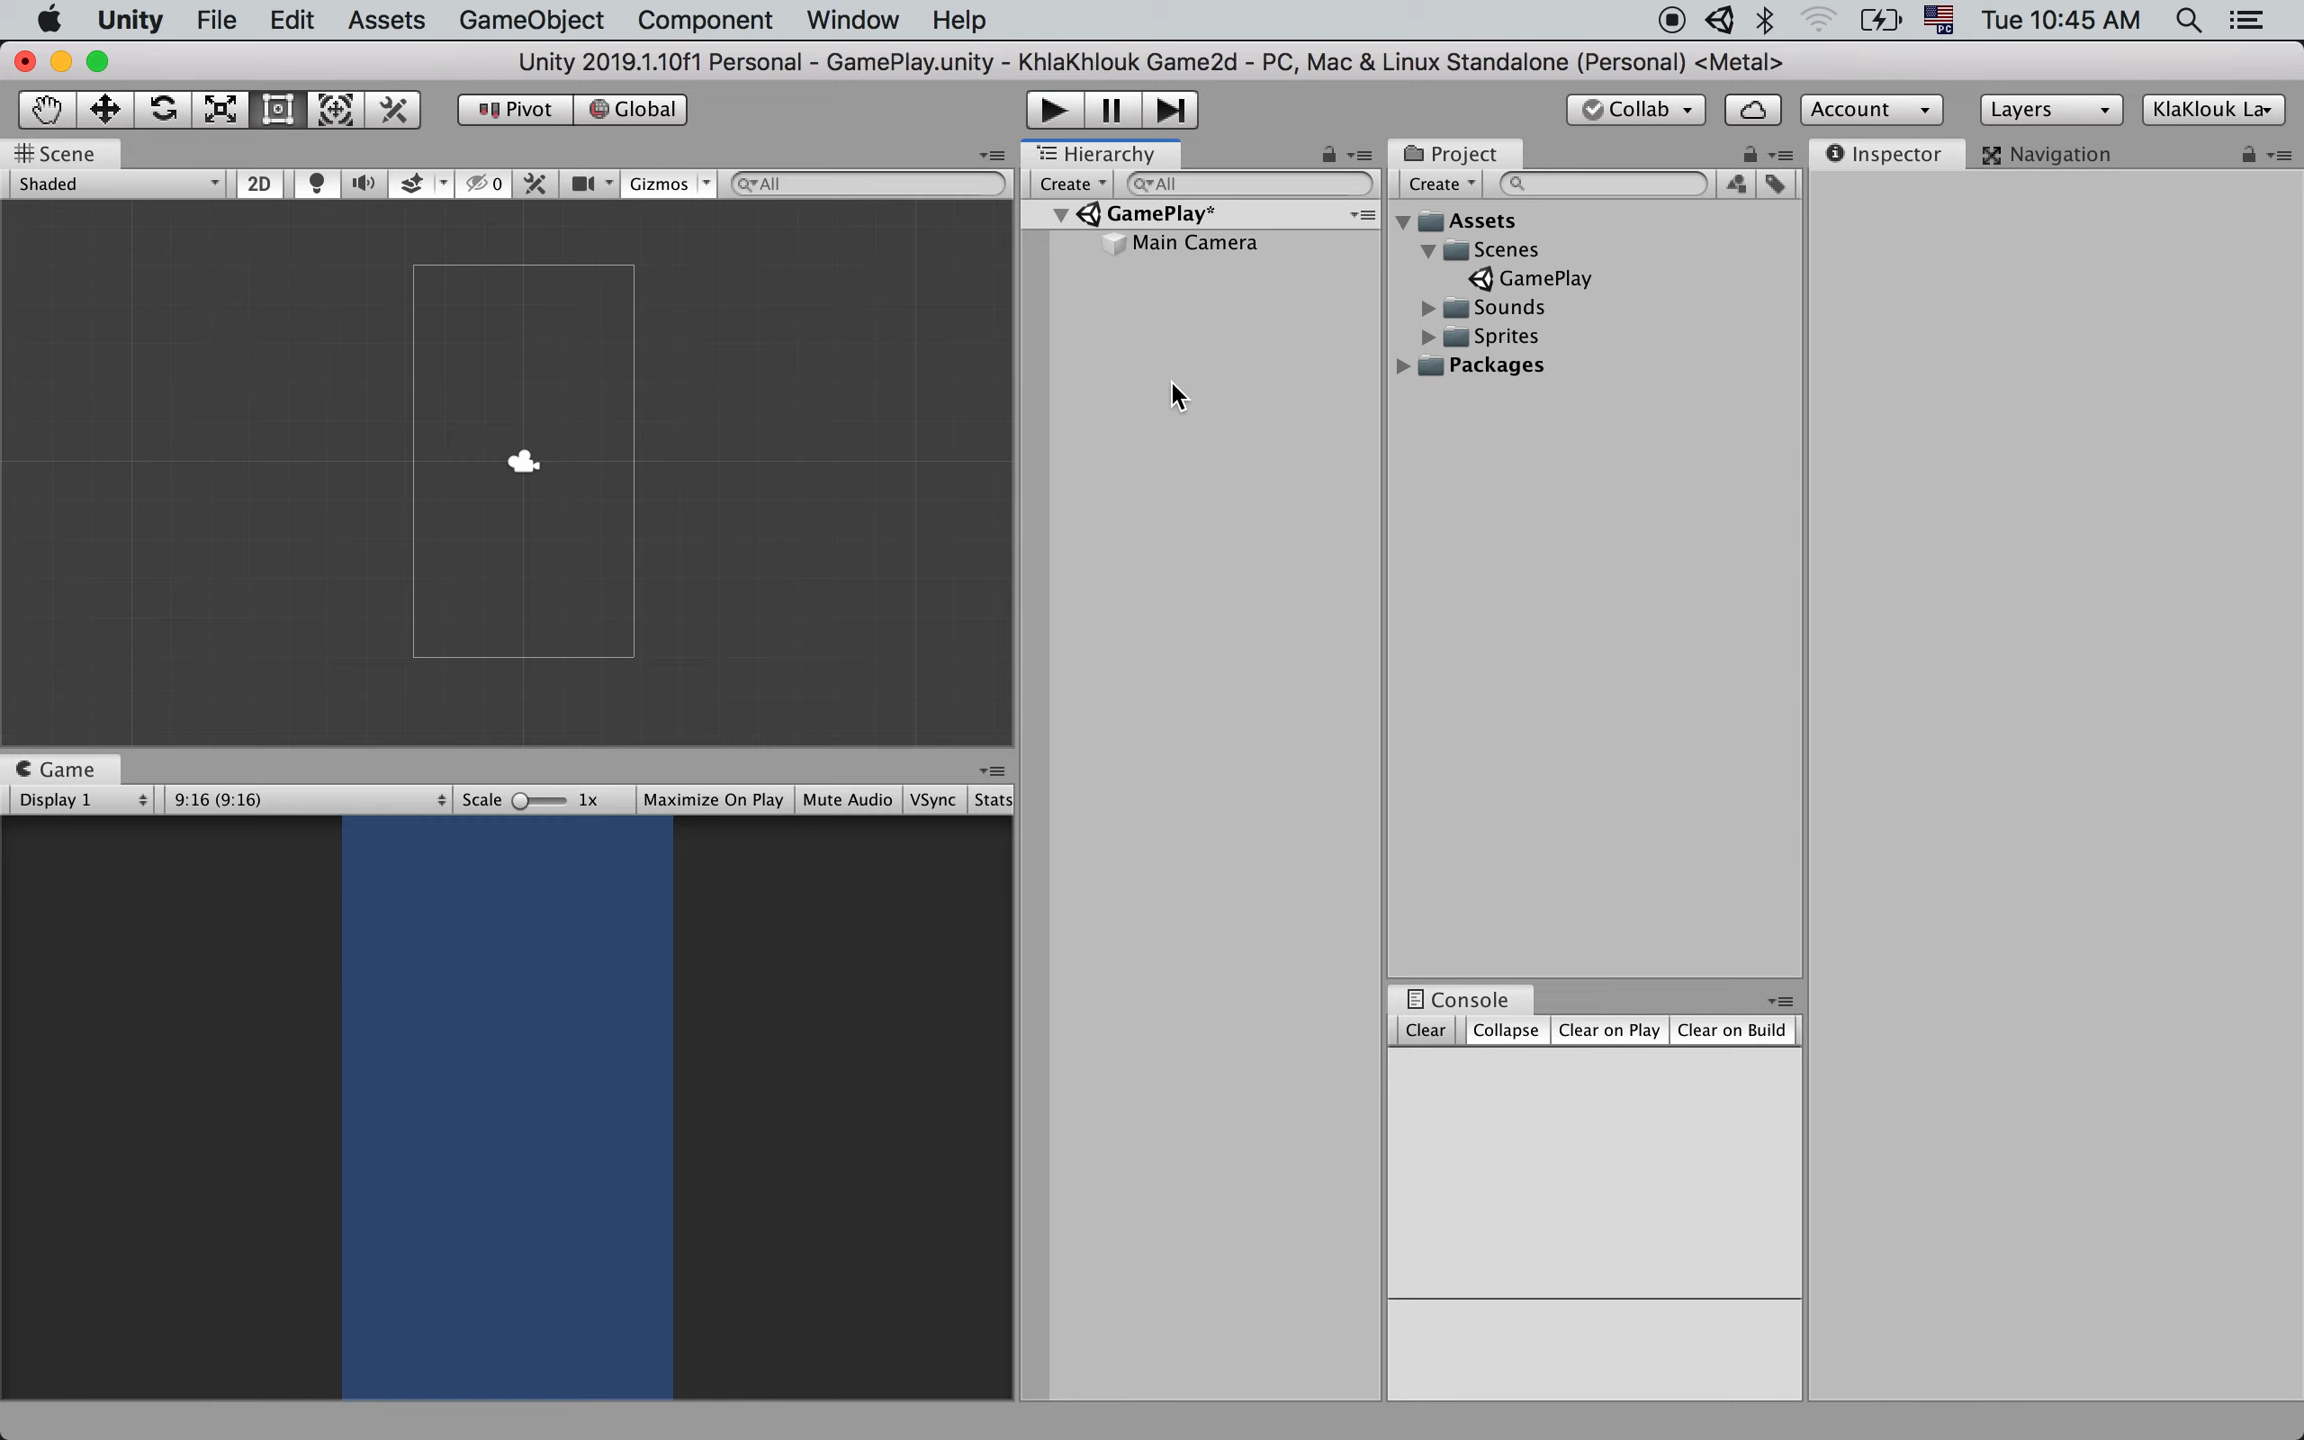 Unity File Edit Assets GameObject Component Window Help Tue 10:45 AM
Unity 2019.1.10f1 Personal - GamePlay.unity - KhlaKhlouk Game2d - PC, Mac & Linux Standalone (Personal) <Metal>
Pivot Global Collab Account Layers KlaKlouk La
Scene
Shaded 2D 0 Gizmos All
Hierarchy
Create All
GamePlay*
Main Camera
Project
Create
Assets
Scenes
GamePlay
Sounds
Sprites
Packages
Inspector Navigation
Game
Display 1 9:16 (9:16) Scale 1x Maximize On Play Mute Audio VSync Stats
Console
Clear Collapse Clear on Play Clear on Build